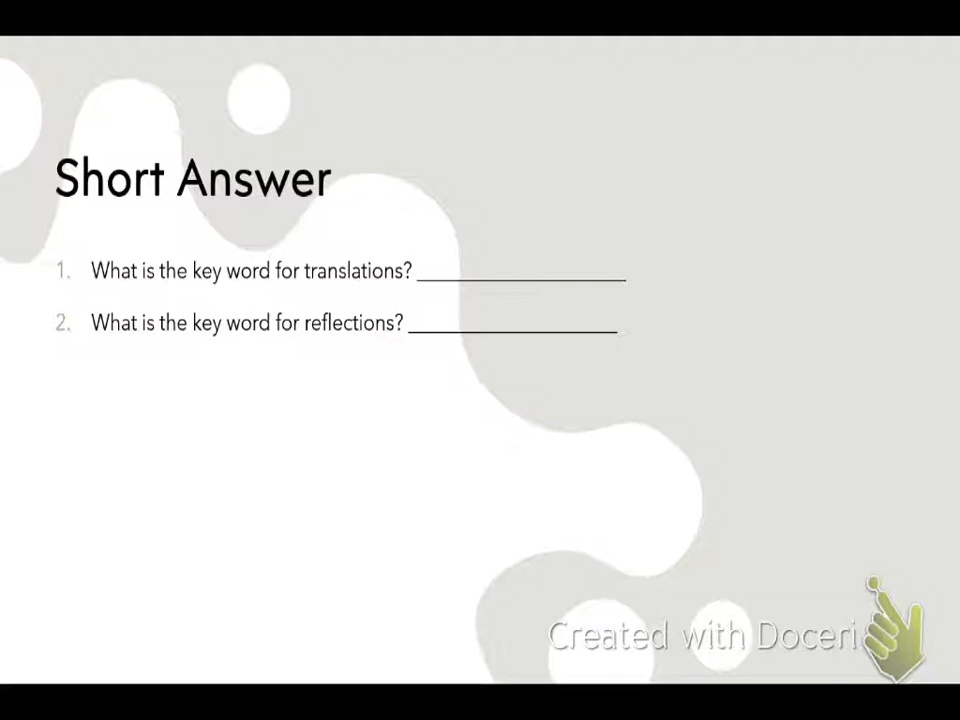 Short Answer
1. What is the key word for translations? ____________________
2. What is the key word for reflections? ____________________
Created with Doceri